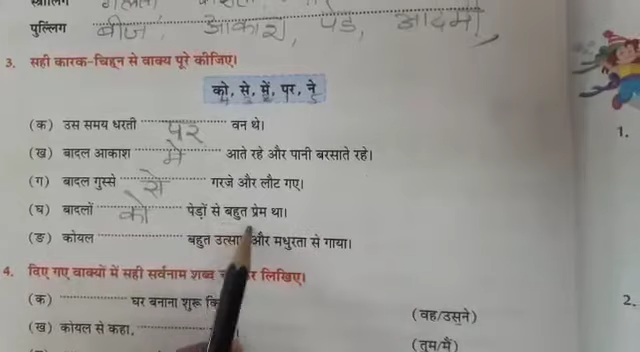 पुल्लिंग बीज, आकाश, पेड़, आदमी,
3. सही कारक-चिह्न से वाक्य पूरे कीजिए।
को, से, में, पर, ने
(क) उस समय धरती पर वन थे।
(ख) बादल आकाश में आते रहे और पानी बरसाते रहे।
(ग) बादल गुस्से से गरजे और लौट गए।
(घ) बादलों को पेड़ों से बहुत प्रेम था।
(ङ) कोयल बहुत और मधुरता से गाया।
4. दिए गए वाक्यों में सही सर्वनाम शब्द लिखिए।
(क) घर बनाना शुरू (वह/उसने)
(ख) कोयल से कहा, (तुम/मैं)
1.
2.